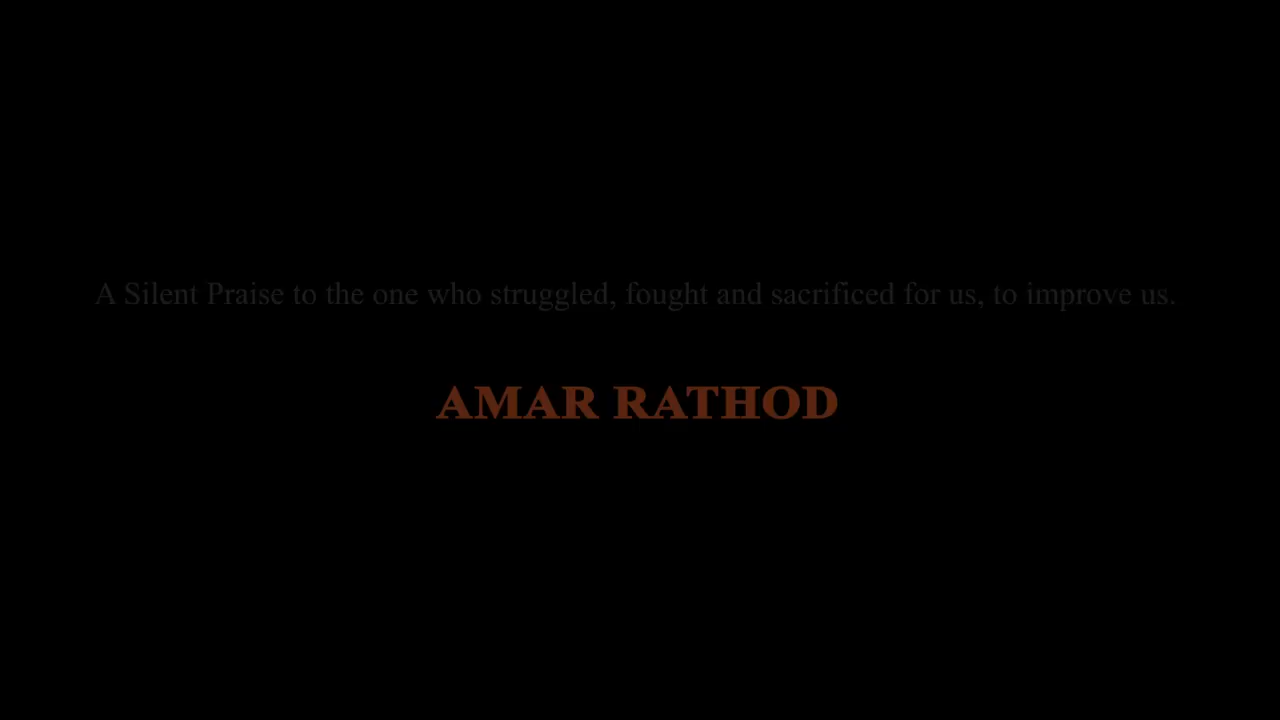 A Silent Praise to the one who struggled, fought and sacrificed for us, to improve us.
AMAR RATHOD